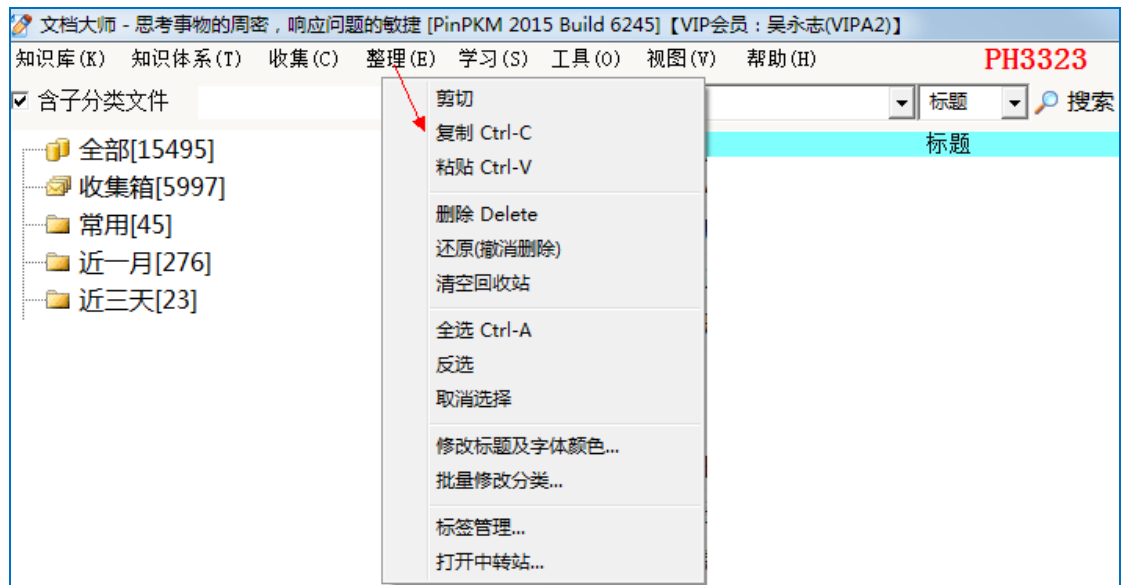 文档大师 - 思考事物的周密，响应问题的敏捷 [PinPKM 2015 Build 6245]【VIP会员：吴永志(VIPA2)】
知识库(K) 知识体系(T) 收集(C) 整理(E) 学习(S) 工具(O) 视图(V) 帮助(H) PH3323
含子分类文件 标题 搜索
标题
全部[15495]
收集箱[5997]
常用[45]
近一月[276]
近三天[23]
剪切
复制 Ctrl-C
粘贴 Ctrl-V
删除 Delete
还原(撤消删除)
清空回收站
全选 Ctrl-A
反选
取消选择
修改标题及字体颜色...
批量修改分类...
标签管理...
打开中转站...